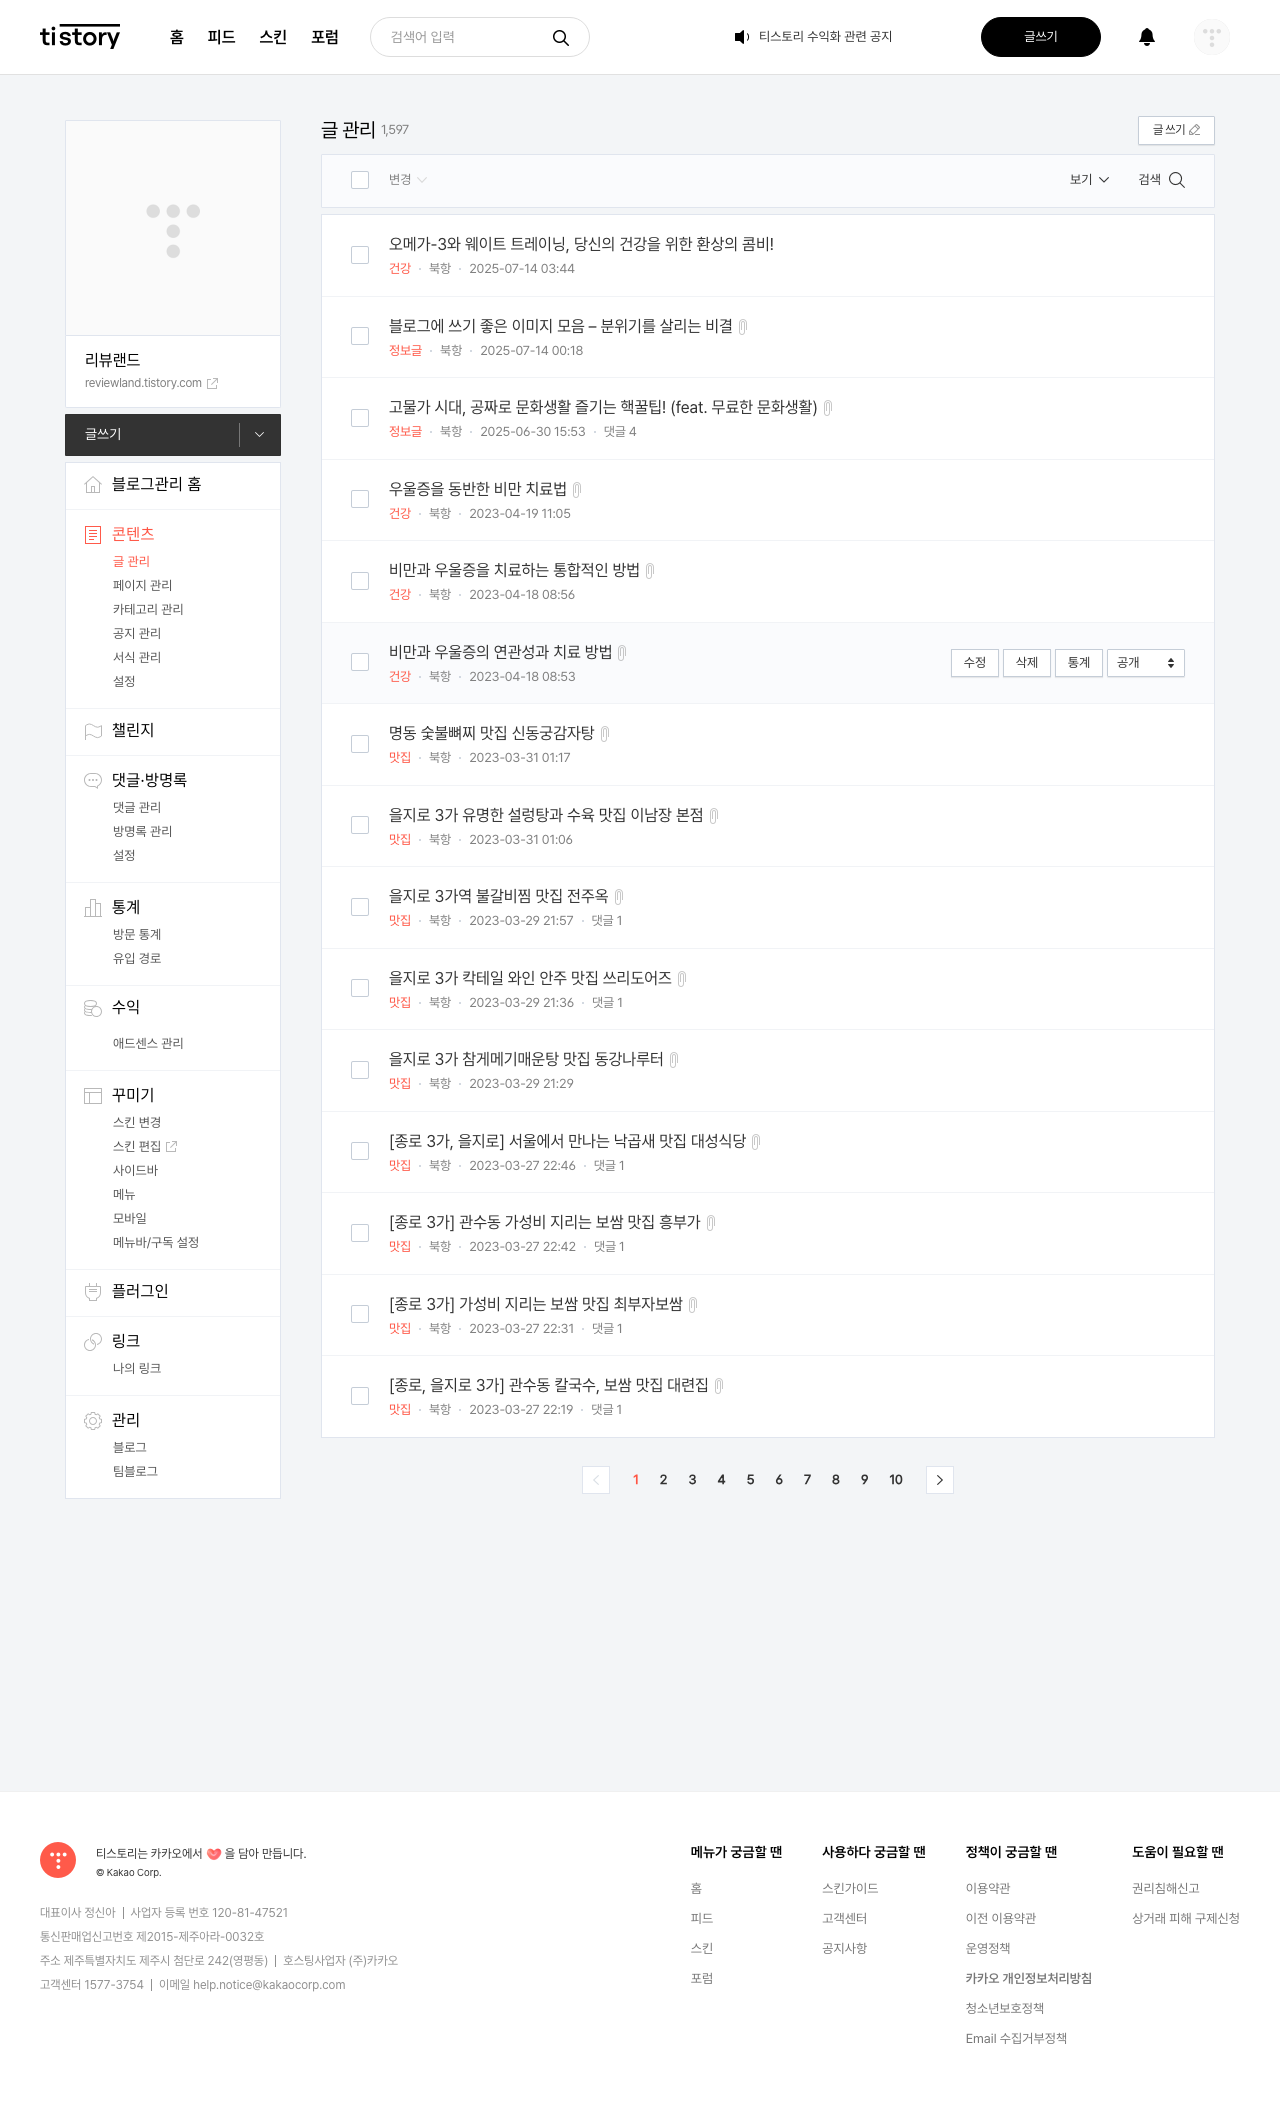 tistory
홈 피드 스킨 포럼
검색어 입력
티스토리 수익화 관련 공지
글쓰기
리뷰랜드
reviewland.tistory.com
글쓰기
블로그관리 홈
콘텐츠
글 관리
페이지 관리
카테고리 관리
공지 관리
서식 관리
설정
챌린지
댓글·방명록
댓글 관리
방명록 관리
설정
통계
방문 통계
유입 경로
수익
애드센스 관리
꾸미기
스킨 변경
스킨 편집
사이드바
메뉴
모바일
메뉴바/구독 설정
플러그인
링크
나의 링크
관리
블로그
팀블로그
글 관리 1,597
글 쓰기
변경
보기
검색
오메가-3와 웨이트 트레이닝, 당신의 건강을 위한 환상의 콤비!
건강 · 북항 · 2025-07-14 03:44
블로그에 쓰기 좋은 이미지 모음 – 분위기를 살리는 비결
정보글 · 북항 · 2025-07-14 00:18
고물가 시대, 공짜로 문화생활 즐기는 핵꿀팁! (feat. 무료한 문화생활)
정보글 · 북항 · 2025-06-30 15:53 · 댓글 4
우울증을 동반한 비만 치료법
건강 · 북항 · 2023-04-19 11:05
비만과 우울증을 치료하는 통합적인 방법
건강 · 북항 · 2023-04-18 08:56
비만과 우울증의 연관성과 치료 방법
건강 · 북항 · 2023-04-18 08:53
수정 삭제 통계 공개
명동 숯불뼈찌 맛집 신동궁감자탕
맛집 · 북항 · 2023-03-31 01:17
을지로 3가 유명한 설렁탕과 수육 맛집 이남장 본점
맛집 · 북항 · 2023-03-31 01:06
을지로 3가역 불갈비찜 맛집 전주옥
맛집 · 북항 · 2023-03-29 21:57 · 댓글 1
을지로 3가 칵테일 와인 안주 맛집 쓰리도어즈
맛집 · 북항 · 2023-03-29 21:36 · 댓글 1
을지로 3가 참게메기매운탕 맛집 동강나루터
맛집 · 북항 · 2023-03-29 21:29
[종로 3가, 을지로] 서울에서 만나는 낙곱새 맛집 대성식당
맛집 · 북항 · 2023-03-27 22:46 · 댓글 1
[종로 3가] 관수동 가성비 지리는 보쌈 맛집 흥부가
맛집 · 북항 · 2023-03-27 22:42 · 댓글 1
[종로 3가] 가성비 지리는 보쌈 맛집 최부자보쌈
맛집 · 북항 · 2023-03-27 22:31 · 댓글 1
[종로, 을지로 3가] 관수동 칼국수, 보쌈 맛집 대련집
맛집 · 북항 · 2023-03-27 22:19 · 댓글 1
1 2 3 4 5 6 7 8 9 10
티스토리는 카카오에서 을 담아 만듭니다.
© Kakao Corp.
대표이사 정신아 | 사업자 등록 번호 120-81-47521
통신판매업신고번호 제2015-제주아라-0032호
주소 제주특별자치도 제주시 첨단로 242(영평동) | 호스팅사업자 (주)카카오
고객센터 1577-3754 | 이메일 help.notice@kakaocorp.com
메뉴가 궁금할 땐
홈
피드
스킨
포럼
사용하다 궁금할 땐
스킨가이드
고객센터
공지사항
정책이 궁금할 땐
이용약관
이전 이용약관
운영정책
카카오 개인정보처리방침
청소년보호정책
Email 수집거부정책
도움이 필요할 땐
권리침해신고
상거래 피해 구제신청